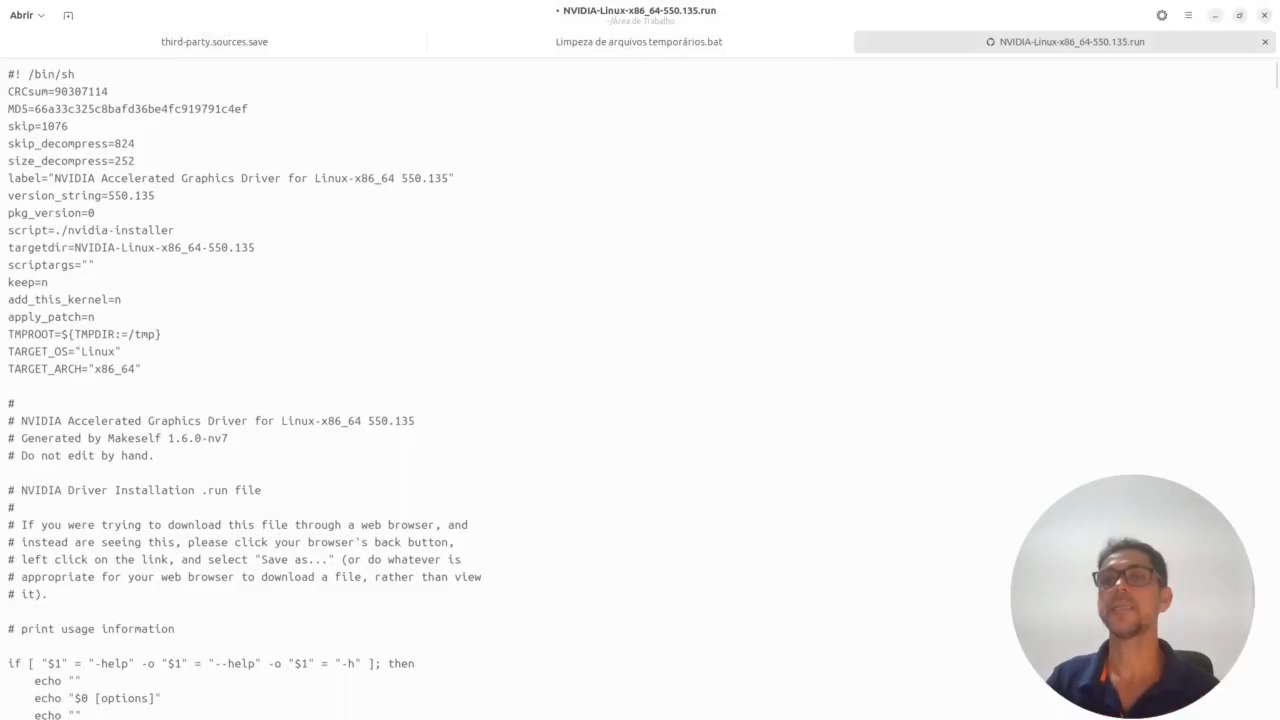 Abrir
• NVIDIA-Linux-x86_64-550.135.run
~/Área de Trabalho
third-party.sources.save
Limpeza de arquivos temporários.bat
NVIDIA-Linux-x86_64-550.135.run
#! /bin/sh
CRCsum=90307114
MD5=66a33c325c8bafd36be4fc919791c4ef
skip=1076
skip_decompress=824
size_decompress=252
label="NVIDIA Accelerated Graphics Driver for Linux-x86_64 550.135"
version_string=550.135
pkg_version=0
script=./nvidia-installer
targetdir=NVIDIA-Linux-x86_64-550.135
scriptargs=""
keep=n
add_this_kernel=n
apply_patch=n
TMPROOT=${TMPDIR:=/tmp}
TARGET_OS="Linux"
TARGET_ARCH="x86_64"
#
# NVIDIA Accelerated Graphics Driver for Linux-x86_64 550.135
# Generated by Makeself 1.6.0-nv7
# Do not edit by hand.
# NVIDIA Driver Installation .run file
#
# If you were trying to download this file through a web browser, and
# instead are seeing this, please click your browser's back button,
# left click on the link, and select "Save as..." (or do whatever is
# appropriate for your web browser to download a file, rather than view
# it).
# print usage information
if [ "$1" = "-help" -o "$1" = "--help" -o "$1" = "-h" ]; then
echo ""
echo "$0 [options]"
echo ""